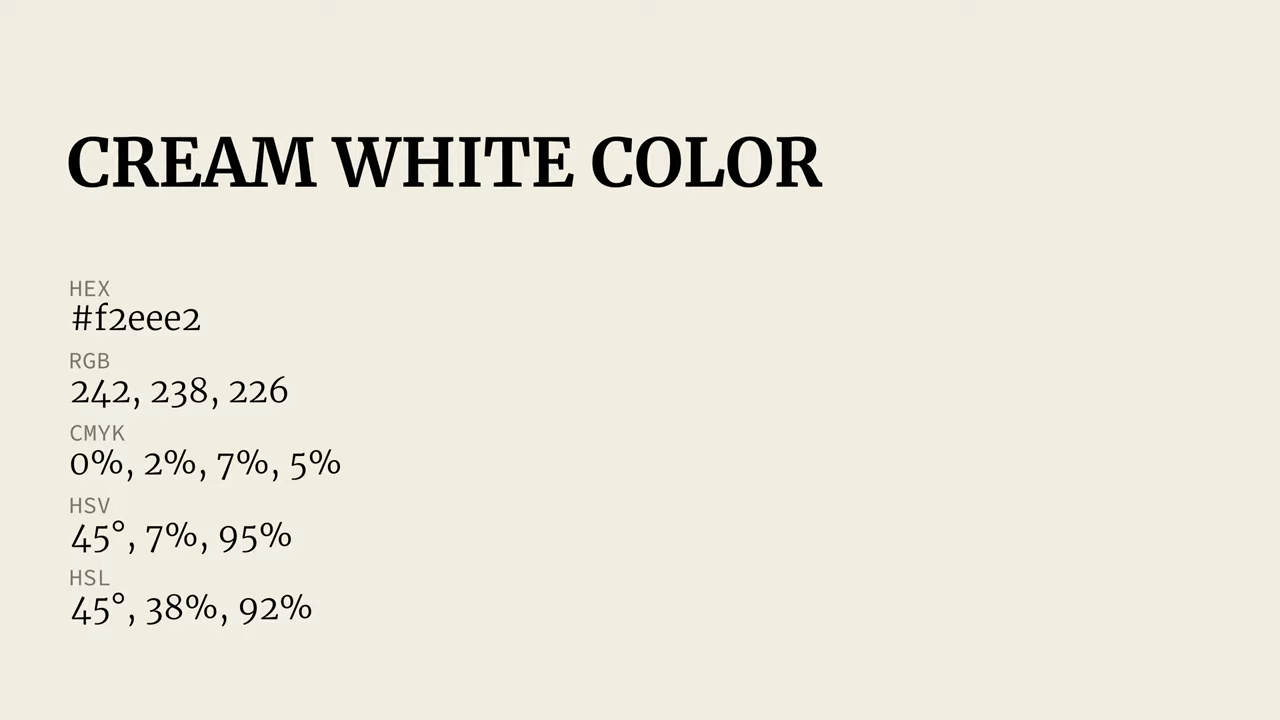 CREAM WHITE COLOR
HEX
#f2eee2
RGB
242, 238, 226
CMYK
0%, 2%, 7%, 5%
HSV
45°, 7%, 95%
HSL
45°, 38%, 92%